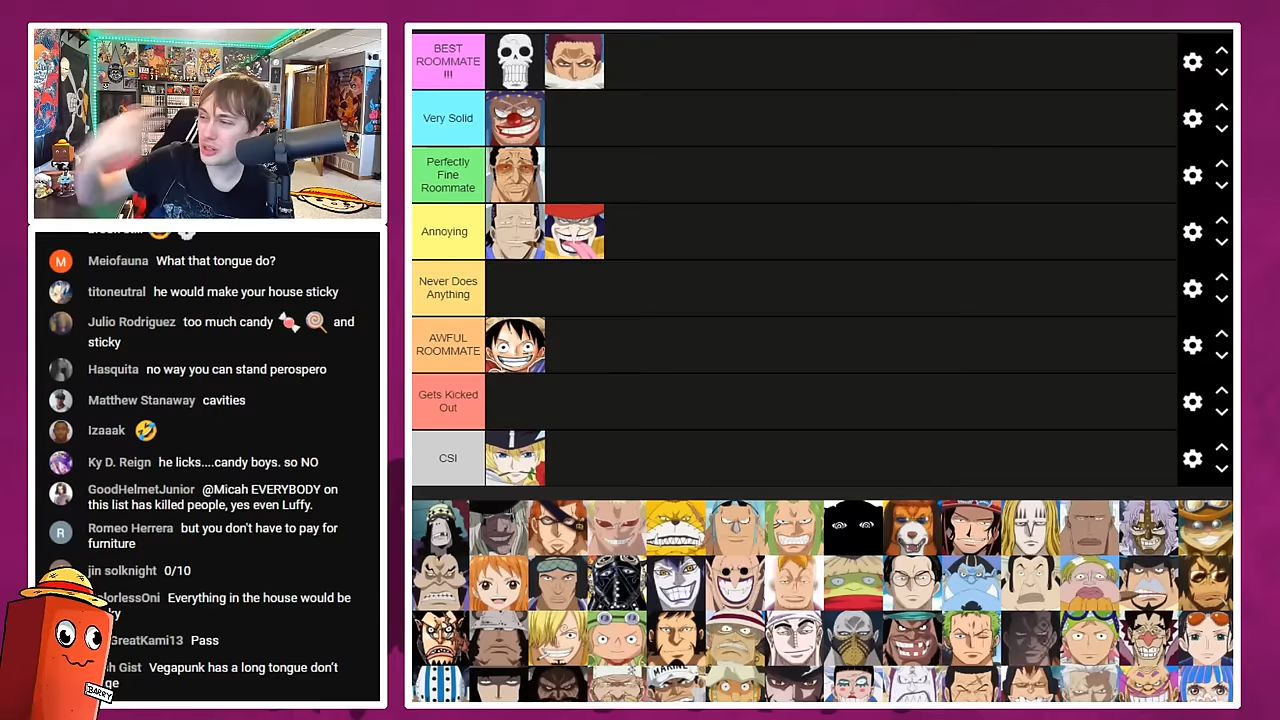 Meiofauna What that tongue do?
titoneutral he would make your house sticky
Julio Rodriguez too much candy and
sticky
Hasquita no way you can stand perospero
Matthew Stanaway cavities
Izaaak
Ky D. Reign he licks....candy boys. so NO
GoodHelmetJunior @Micah EVERYBODY on
this list has killed people, yes even Luffy.
Romeo Herrera but you don't have to pay for
furniture
jin solknight 0/10
Everything in the house would be
GreatKami13 Pass
Gist Vegapunk has a long tongue don't
M
R
BARRY
BEST
ROOMMATE
!!!
Very Solid
Perfectly
Fine
Roommate
Annoying
Never Does
Anything
AWFUL
ROOMMATE
Gets Kicked
Out
CSI